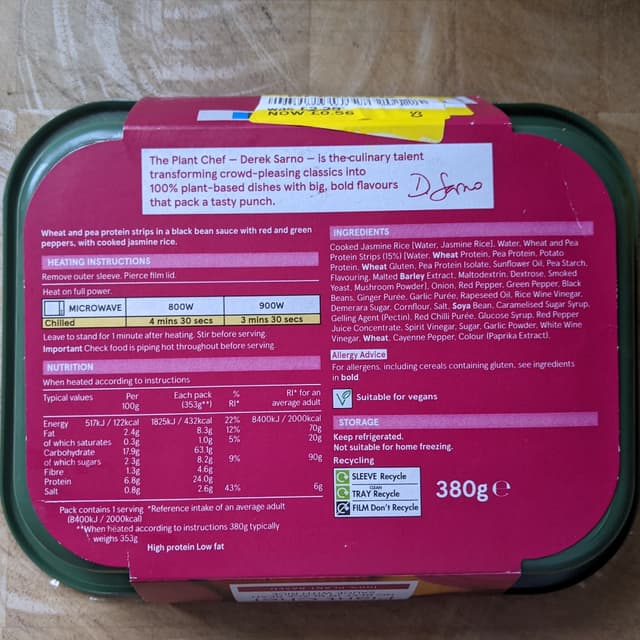 NOW £0.56
The Plant Chef – Derek Sarno – is the culinary talent
transforming crowd-pleasing classics into
100% plant-based dishes with big, bold flavours
that pack a tasty punch.
D. Sarno
Wheat and pea protein strips in a black bean sauce with red and green
peppers, with cooked jasmine rice.
HEATING INSTRUCTIONS
Remove outer sleeve. Pierce film lid.
Heat on full power.
MICROWAVE 800W 900W
Chilled 4 mins 30 secs 3 mins 30 secs
Leave to stand for 1 minute after heating. Stir before serving.
Important Check food is piping hot throughout before serving.
NUTRITION
When heated according to instructions
Typical values Per 100g Each pack (353g**) % RI* RI* for an average adult
Energy 517kJ / 122kcal 1825kJ / 432kcal 22% 8400kJ / 2000kcal
Fat 2.4g 8.3g 12% 70g
of which saturates 0.3g 1.0g 5% 20g
Carbohydrate 17.9g 63.1g
of which sugars 2.3g 8.2g 9% 90g
Fibre 1.3g 4.6g
Protein 6.8g 24.0g
Salt 0.8g 2.6g 43% 6g
Pack contains 1 serving *Reference intake of an average adult
(8400kJ / 2000kcal)
**When heated according to instructions 380g typically
weighs 353g
High protein Low fat
INGREDIENTS
Cooked Jasmine Rice [Water, Jasmine Rice], Water, Wheat and Pea
Protein Strips (15%) [Water, Wheat Protein, Pea Protein, Potato
Protein, Wheat Gluten, Pea Protein Isolate, Sunflower Oil, Pea Starch,
Flavouring, Malted Barley Extract, Maltodextrin, Dextrose, Smoked
Yeast, Mushroom Powder], Onion, Red Pepper, Green Pepper, Black
Beans, Ginger Purée, Garlic Purée, Rapeseed Oil, Rice Wine Vinegar,
Demerara Sugar, Cornflour, Salt, Soya Bean, Caramelised Sugar Syrup,
Gelling Agent (Pectin), Red Chilli Purée, Glucose Syrup, Red Pepper
Juice Concentrate, Spirit Vinegar, Sugar, Garlic Powder, White Wine
Vinegar, Wheat, Cayenne Pepper, Colour (Paprika Extract).
Allergy Advice
For allergens, including cereals containing gluten, see ingredients
in bold.
Suitable for vegans
STORAGE
Keep refrigerated.
Not suitable for home freezing.
Recycling
SLEEVE Recycle
CLEAN
TRAY Recycle
FILM Don't Recycle
380g ℮